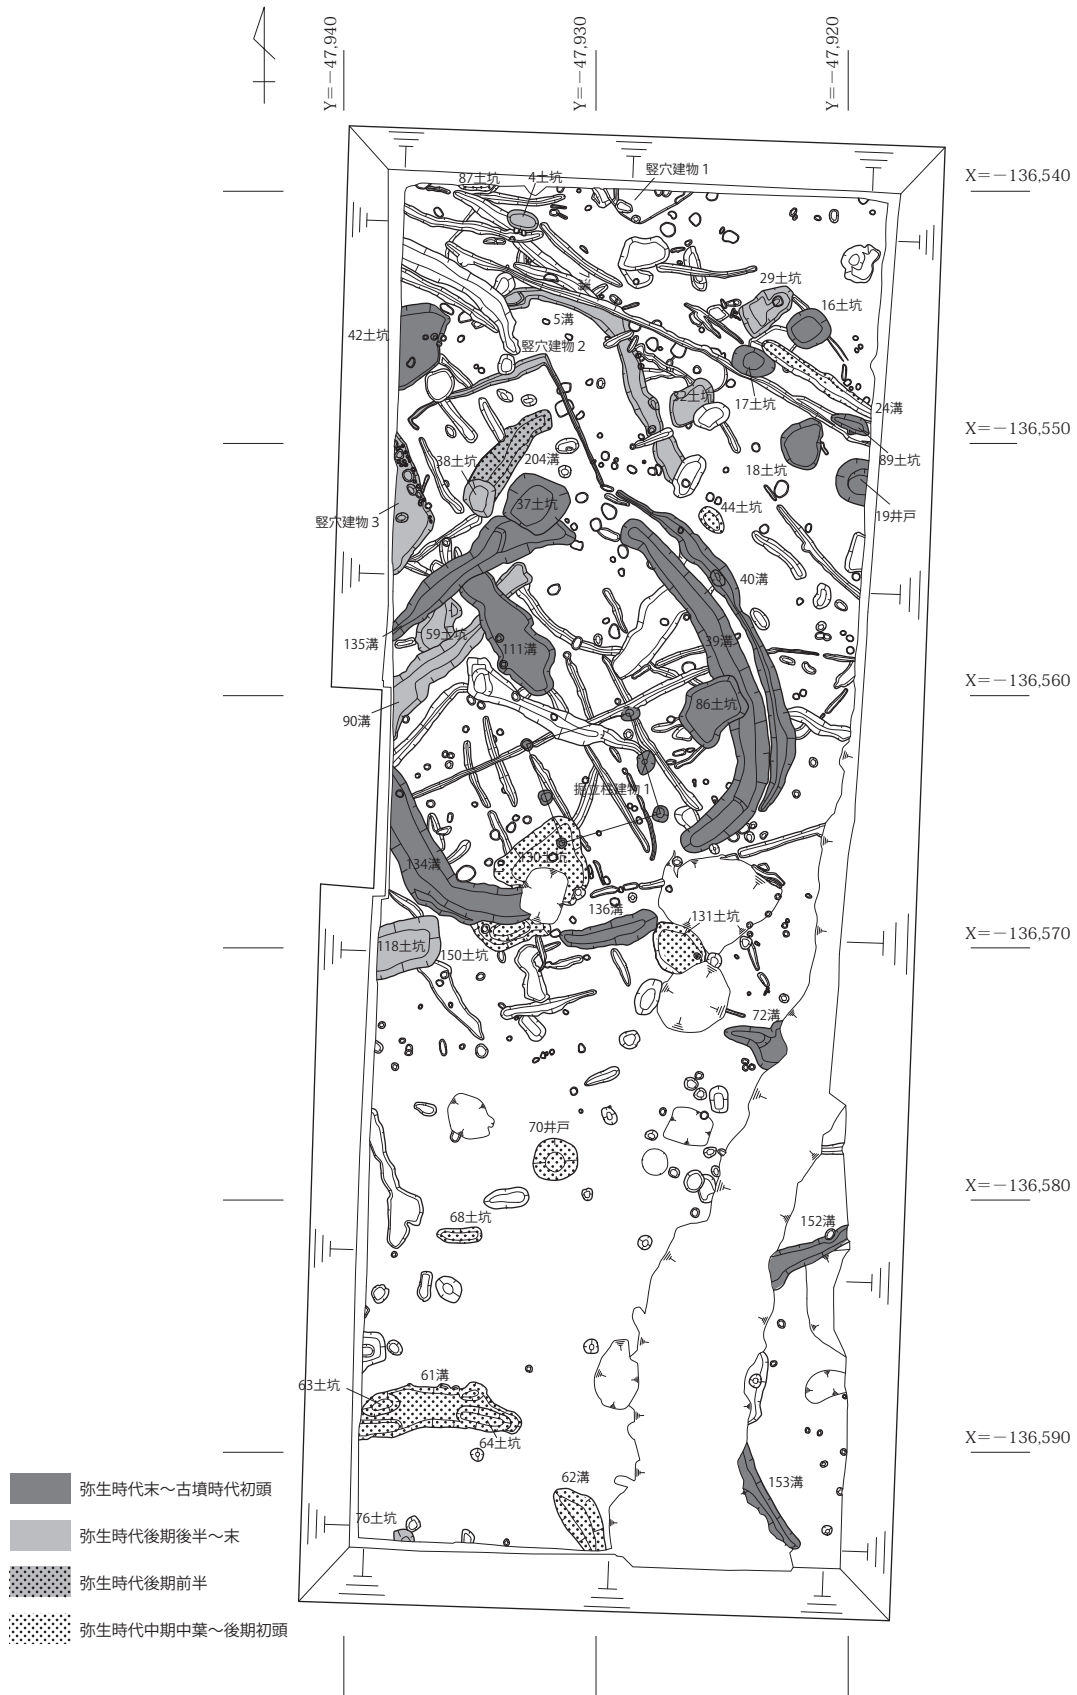 Y=－47,940
Y=－47,930
Y=－47,920
X=－136,540
竪穴建物1
87土坑
4土坑
29土坑
16土坑
5溝
42土坑
竪穴建物2
32土坑
17土坑
24溝
X=－136,550
38土坑
204溝
18土坑
89土坑
37土坑
44土坑
19井戸
竪穴建物3
40溝
59土坑
135溝
111溝
39溝
X=－136,560
86土坑
90溝
掘立柱建物1
130土坑
134溝
136溝
131土坑
X=－136,570
118土坑
150土坑
72溝
70井戸
X=－136,580
68土坑
152溝
61溝
63土坑
64土坑
X=－136,590
62溝
153溝
76土坑
弥生時代末～古墳時代初頭
弥生時代後期後半～末
弥生時代後期前半
弥生時代中期中葉～後期初頭